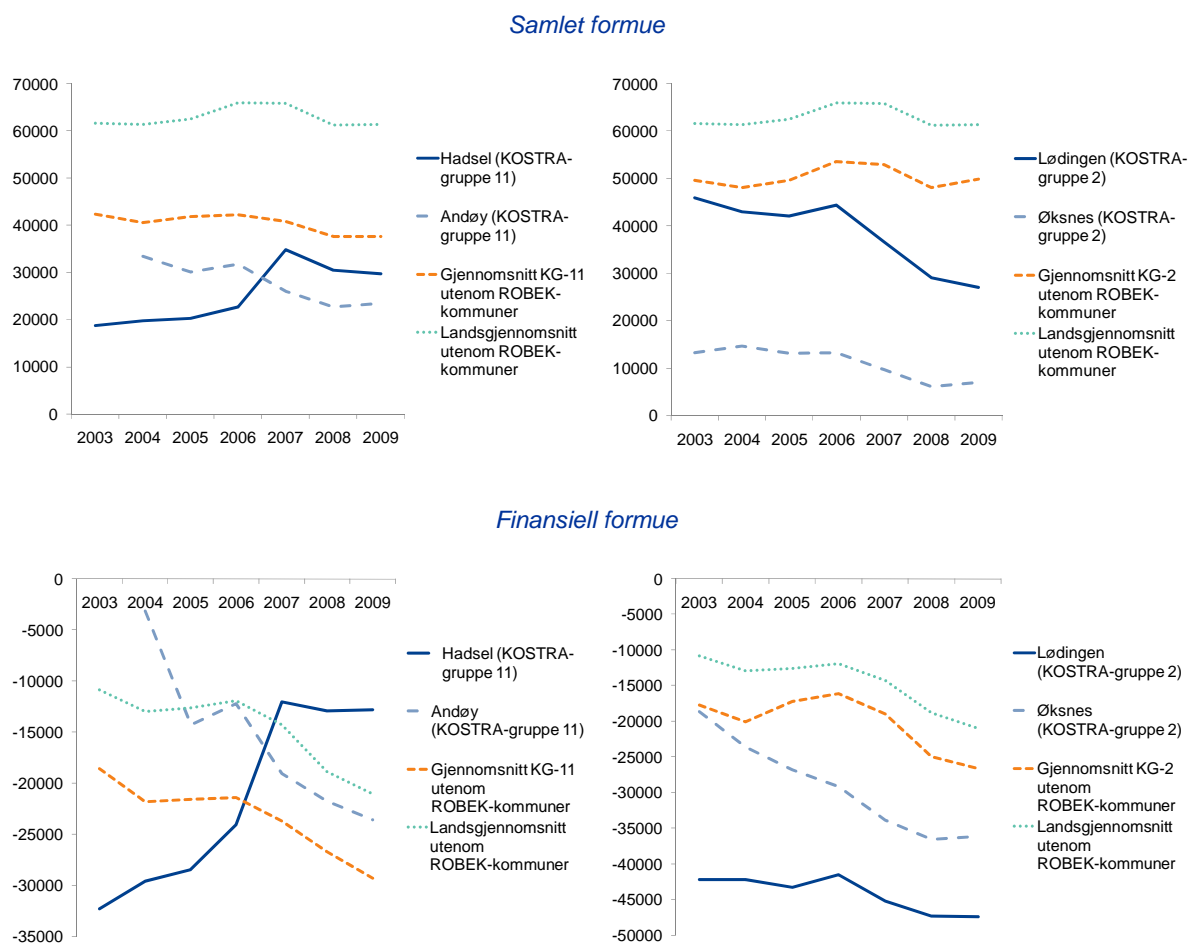 Samlet formue
70000
60000
50000
40000
30000
20000
10000
0
2003 2004 2005 2006 2007 2008 2009
Hadsel (KOSTRA-
gruppe 11)
Andøy (KOSTRA-
gruppe 11)
Gjennomsnitt KG-11
utenom ROBEK-
kommuner
Landsgjennomsnitt
utenom ROBEK-
kommuner
70000
60000
50000
40000
30000
20000
10000
0
2003 2004 2005 2006 2007 2008 2009
Lødingen (KOSTRA-
gruppe 2)
Øksnes (KOSTRA-
gruppe 2)
Gjennomsnitt KG-2
utenom ROBEK-
kommuner
Landsgjennomsnitt
utenom ROBEK-
kommuner
Finansiell formue
0
-5000
-10000
-15000
-20000
-25000
-30000
-35000
2003 2004 2005 2006 2007 2008 2009
Hadsel (KOSTRA-
gruppe 11)
Andøy
(KOSTRA-gruppe 11)
Gjennomsnitt KG-11
utenom
ROBEK-kommuner
Landsgjennomsnitt
utenom
ROBEK-kommuner
0
-5000
-10000
-15000
-20000
-25000
-30000
-35000
-40000
-45000
-50000
2003 2004 2005 2006 2007 2008 2009
Lødingen
(KOSTRA-gruppe 2)
Øksnes
(KOSTRA-gruppe 2)
Gjennomsnitt KG-2
utenom
ROBEK-kommuner
Landsgjennomsnitt
utenom
ROBEK-kommuner